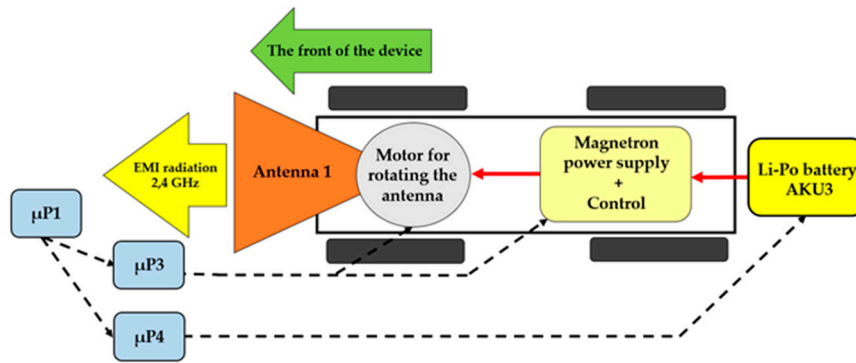 The front of the device
EMI radiation
2,4 GHz
Antenna 1
Motor for
rotating the
antenna
Magnetron
power supply
+
Control
Li-Po battery
AKU3
μP1
μP3
μP4